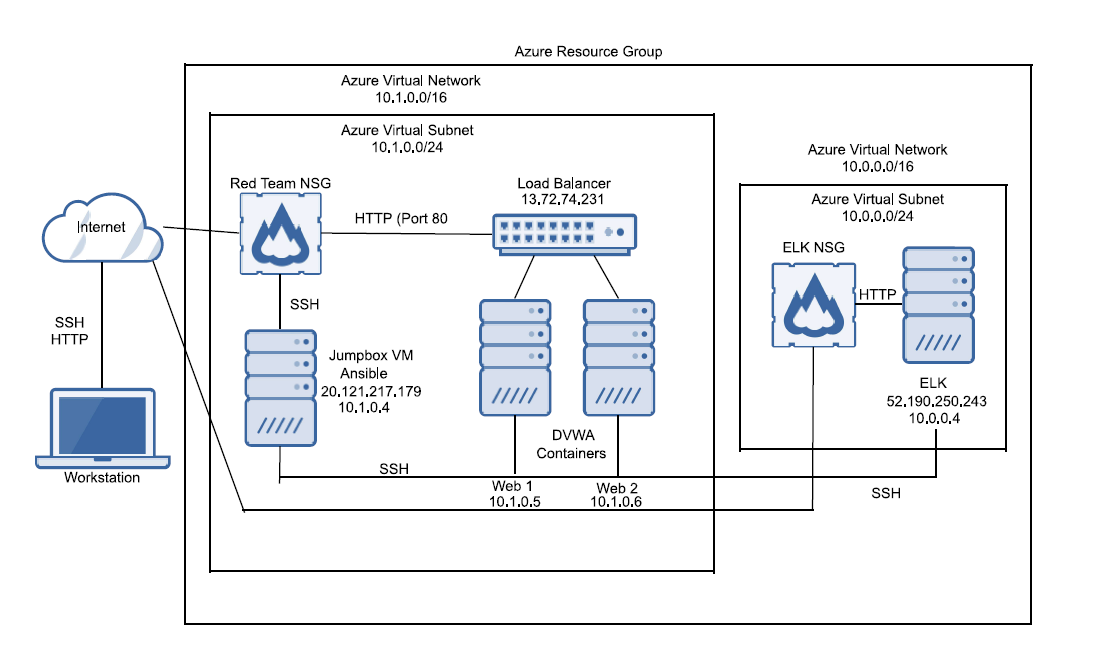 Azure Resource Group
Azure Virtual Network
10.1.0.0/16
Azure Virtual Subnet
10.1.0.0/24
Azure Virtual Network
10.0.0.0/16
Azure Virtual Subnet
10.0.0.0/24
Red Team NSG
HTTP (Port 80
Load Balancer
13.72.74.231
Internet
ELK NSG
HTTP
SSH
SSH
HTTP
Jumpbox VM
Ansible
20.121.217.179
10.1.0.4
ELK
52.190.250.243
10.0.0.4
DVWA
Containers
Workstation
SSH
Web 1
10.1.0.5
Web 2
10.1.0.6
SSH